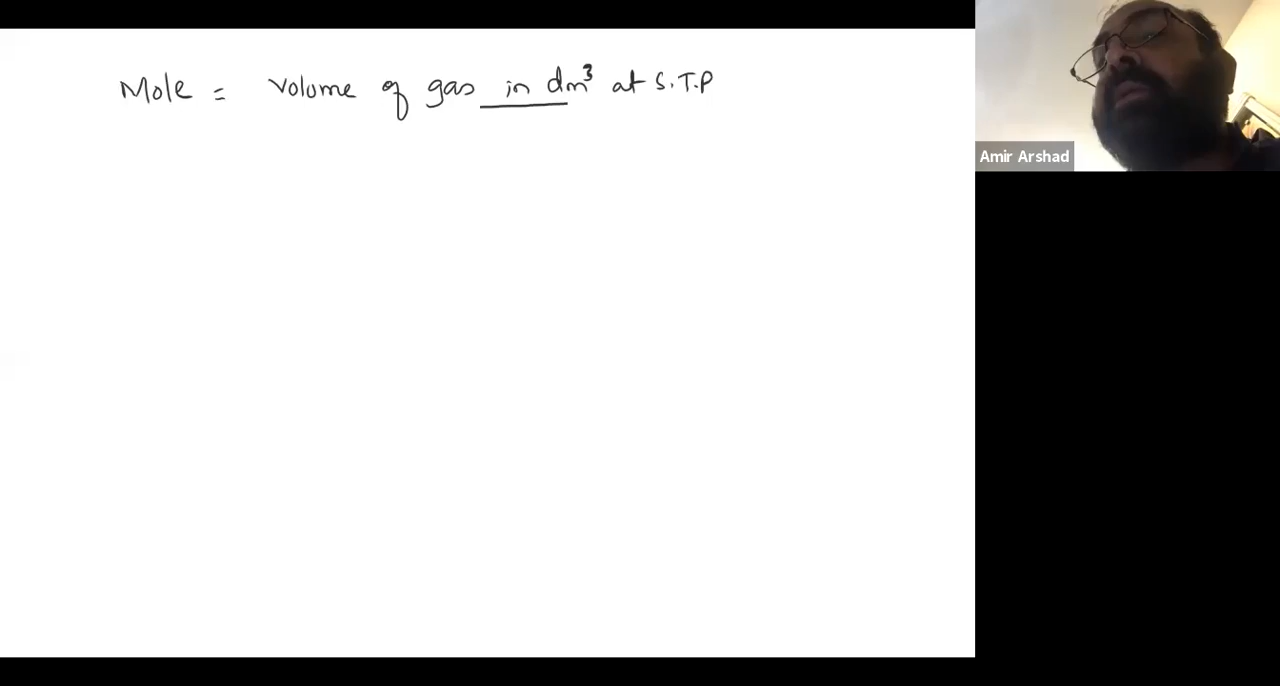 Mole = Volume of gas in dm³ at S.T.P
Amir Arshad